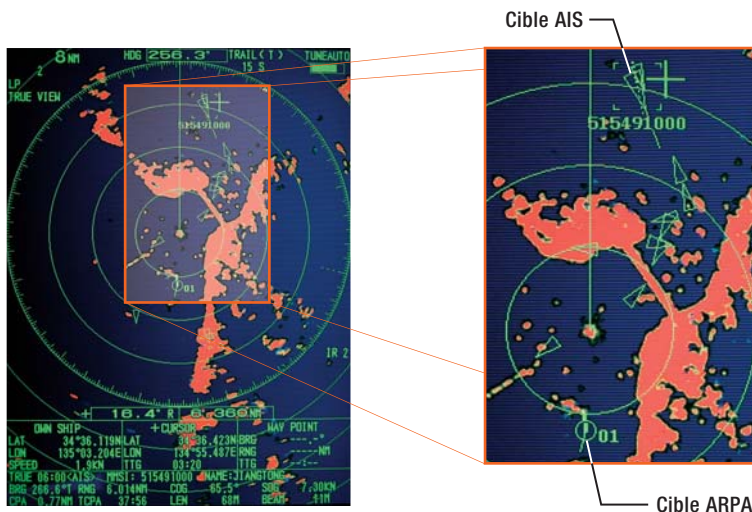 Cible AIS
8NM HDG 256.3° TRAIL(T) TUNEAUTO
2 15 S
LP
TRUE VIEW
515491000
01
IR 2
+ 16.4° R 6.360NM
OWN SHIP +CURSOR WAY POINT
LAT 34°36.119N LAT 34°36.423N BRG ---.-°
LON 135°03.204E LON 134°55.487E RNG ----NM
SPEED 1.9KN TTG 03:20 TTG --:--
TRUE 06:00<AIS> MMSI: 515491000 NAME:JIANGTONG
BRG 266.6°T RNG 6.014NM COG 65.5° SOG 7.30KN
CPA 0.77NM TCPA 37:56 LEN 68M BEAM 11M
515491000
01
Cible ARPA